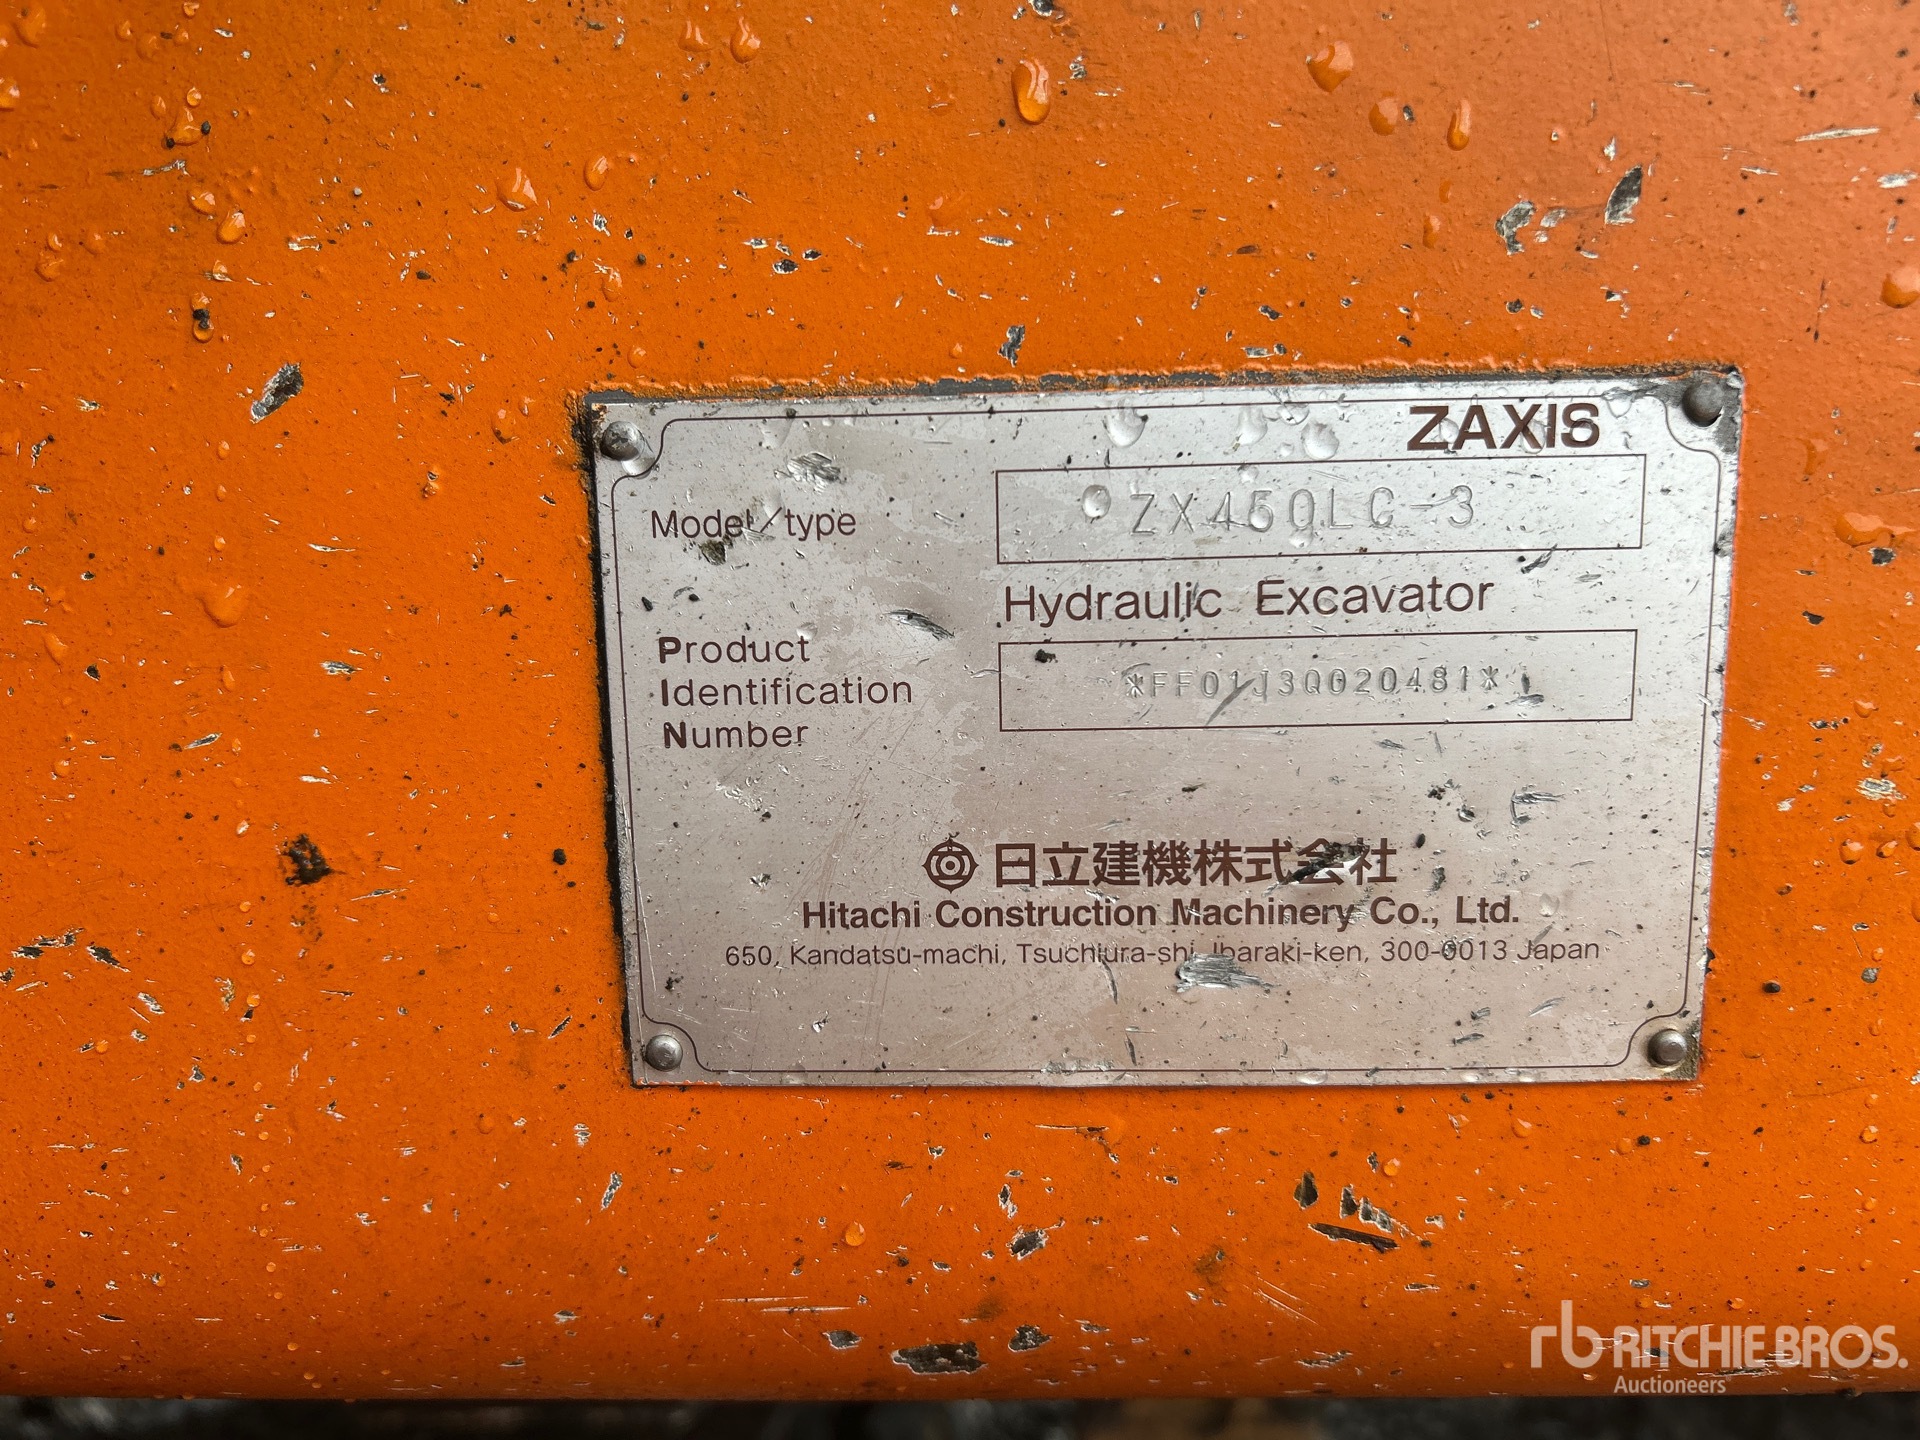 ZAXIS
Model/type
ZX450LC-3
Hydraulic Excavator
Product
Identification
Number
*FF01J3Q020481*
日立建機株式会社
Hitachi Construction Machinery Co., Ltd.
650, Kandatsu-machi, Tsuchiura-shi, Ibaraki-ken, 300-0013 Japan
rb RITCHIE BROS.
Auctioneers